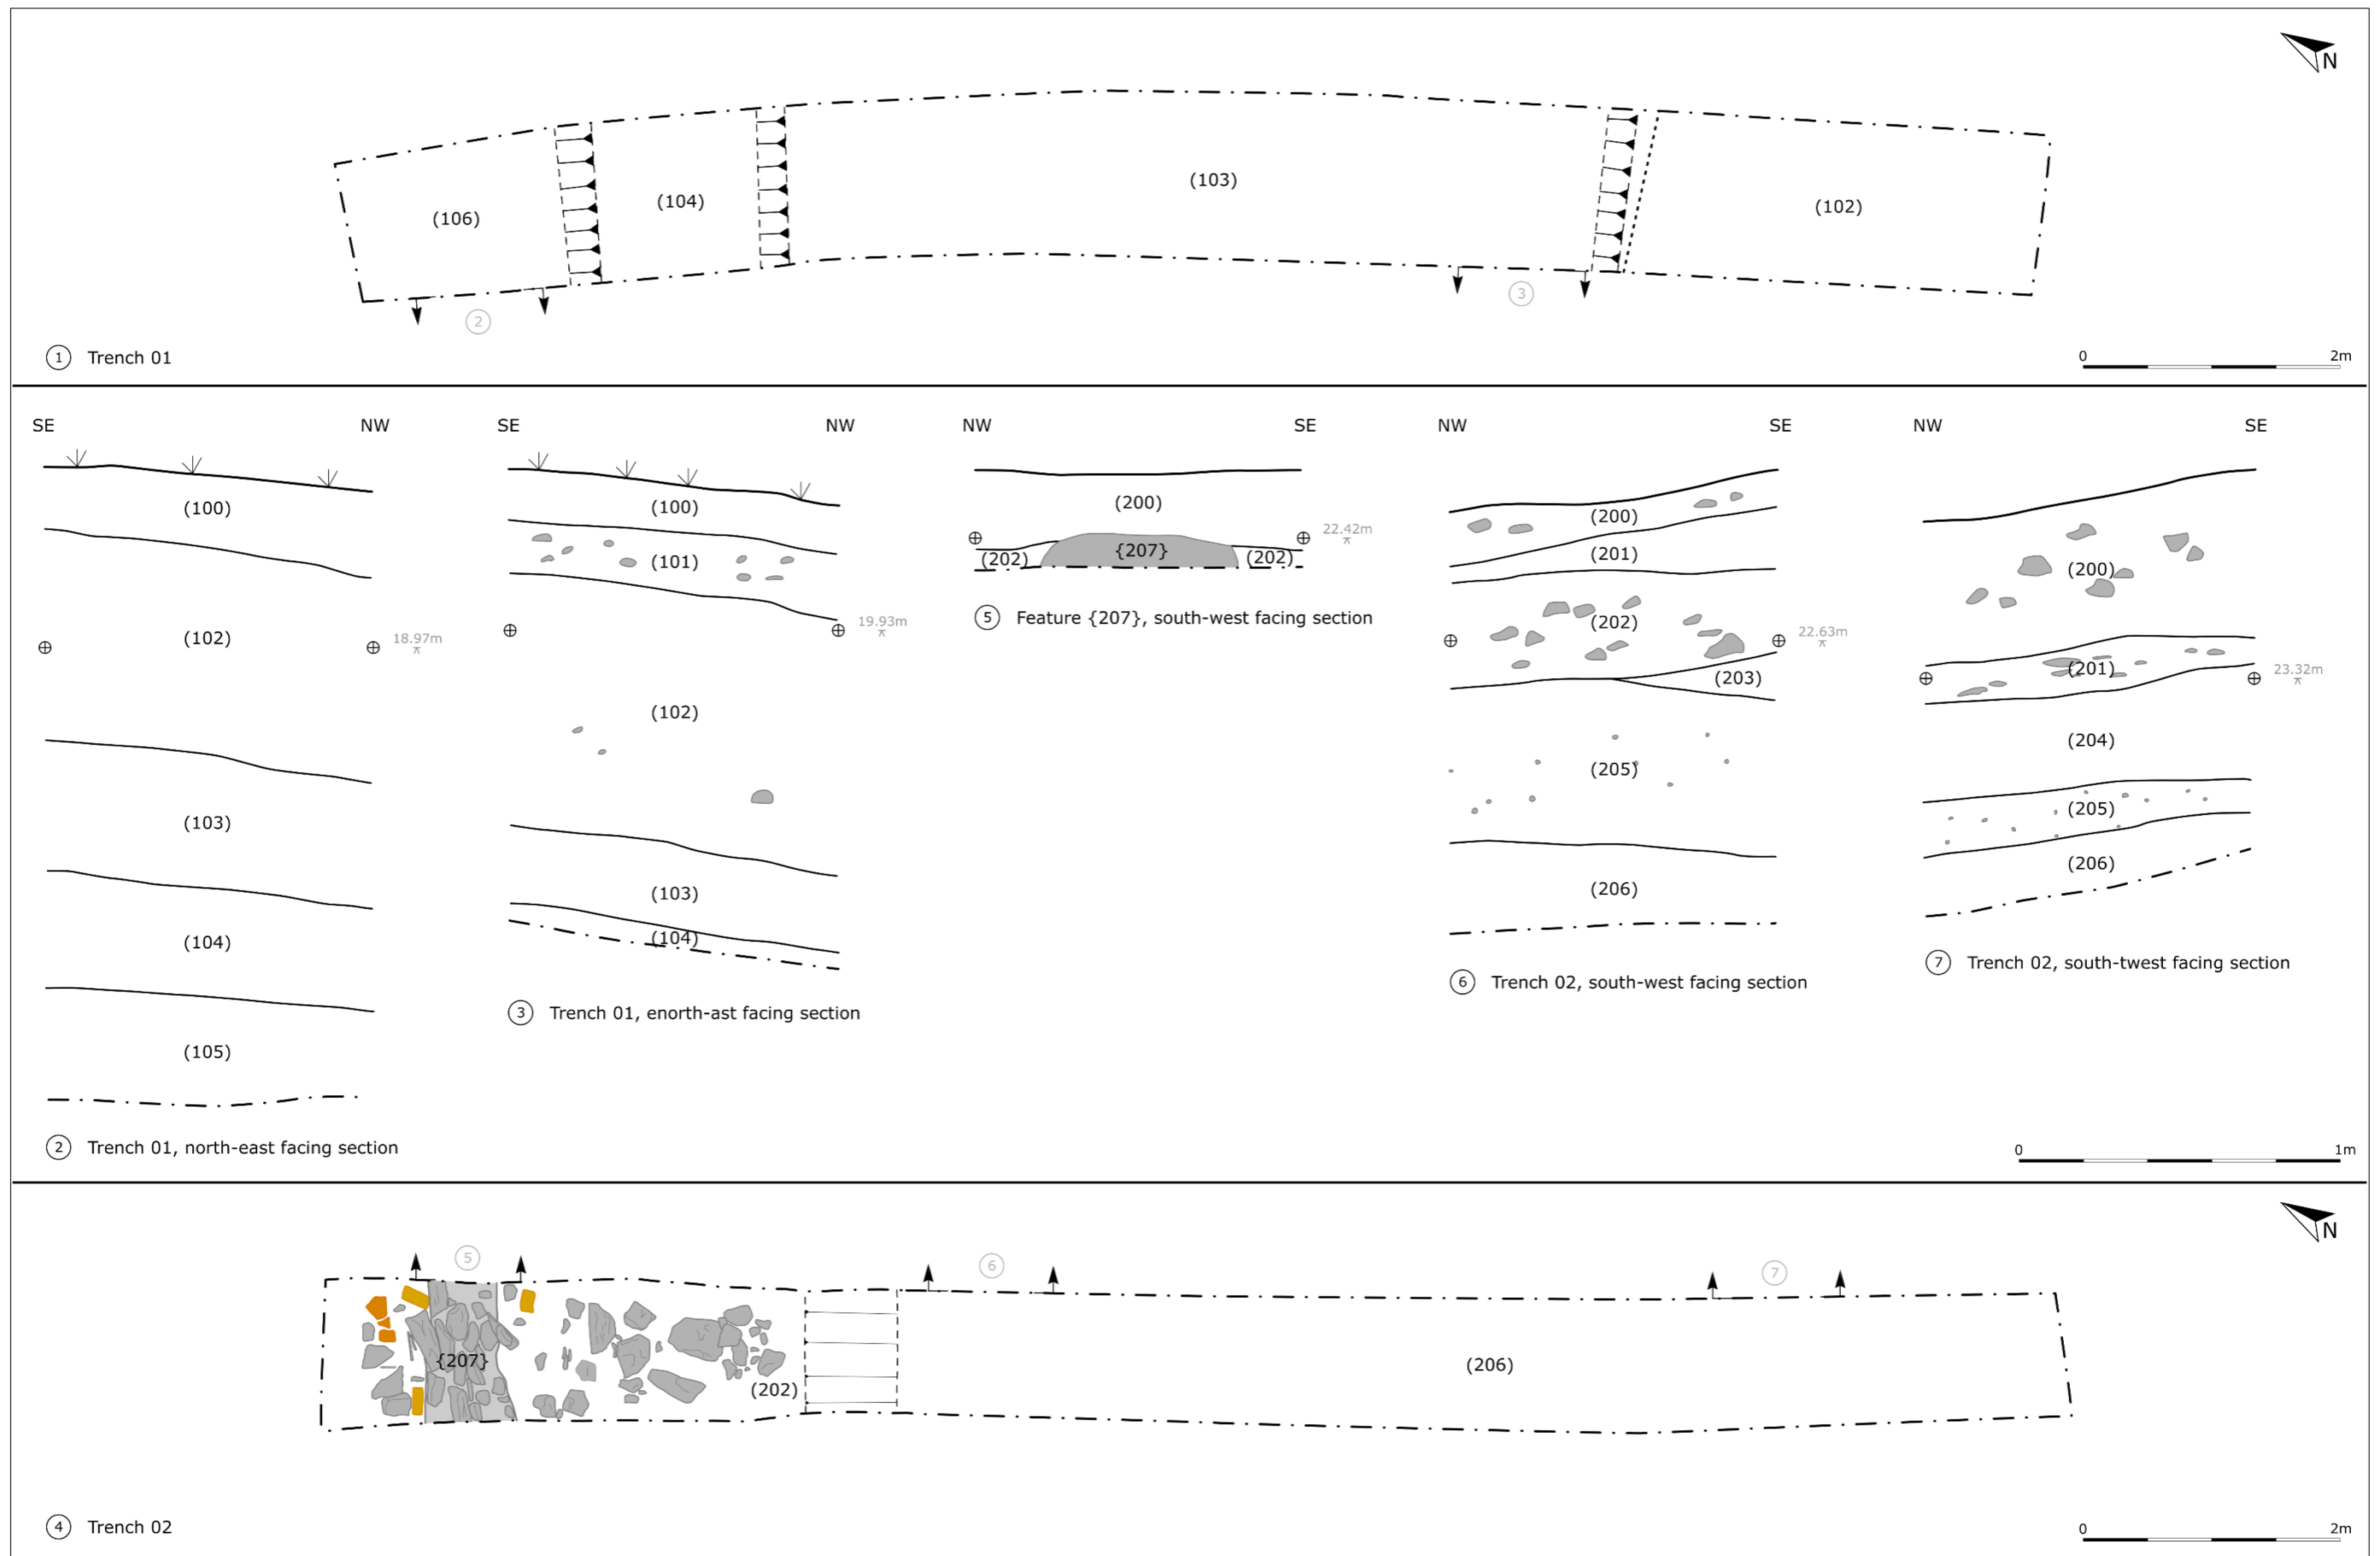 N
(106)
(104)
(103)
(102)
2
3
1 Trench 01
0 2m
SE NW SE NW NW SE NW SE NW SE
(100)
(102)
18.97m
(103)
(104)
(105)
2 Trench 01, north-east facing section
(100)
(101)
19.93m
(102)
(103)
(104)
3 Trench 01, enorth-ast facing section
(200)
22.42m
(202) {207} (202)
5 Feature {207}, south-west facing section
(200)
(201)
(202)
22.63m
(203)
(205)
(206)
6 Trench 02, south-west facing section
(200)
(201)
23.32m
(204)
(205)
(206)
7 Trench 02, south-twest facing section
0 1m
N
5
6
7
{207}
(202)
(206)
4 Trench 02
0 2m